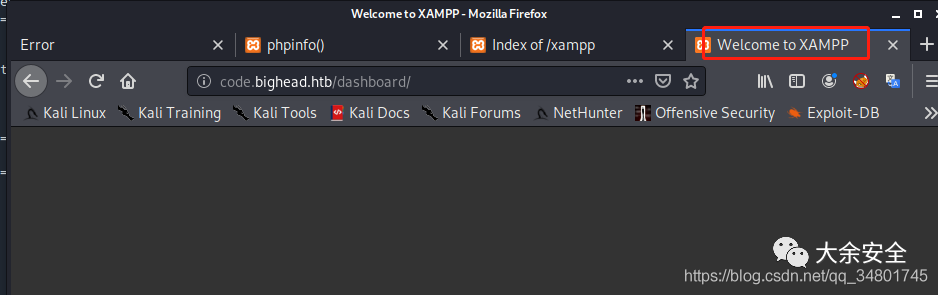 Welcome to XAMPP - Mozilla Firefox
Error
phpinfo()
Index of /xampp
Welcome to XAMPP
code.bighead.htb/dashboard/
Kali Linux
Kali Training
Kali Tools
Kali Docs
Kali Forums
NetHunter
Offensive Security
Exploit-DB
大余安全
https://blog.csdn.net/qq_34801745